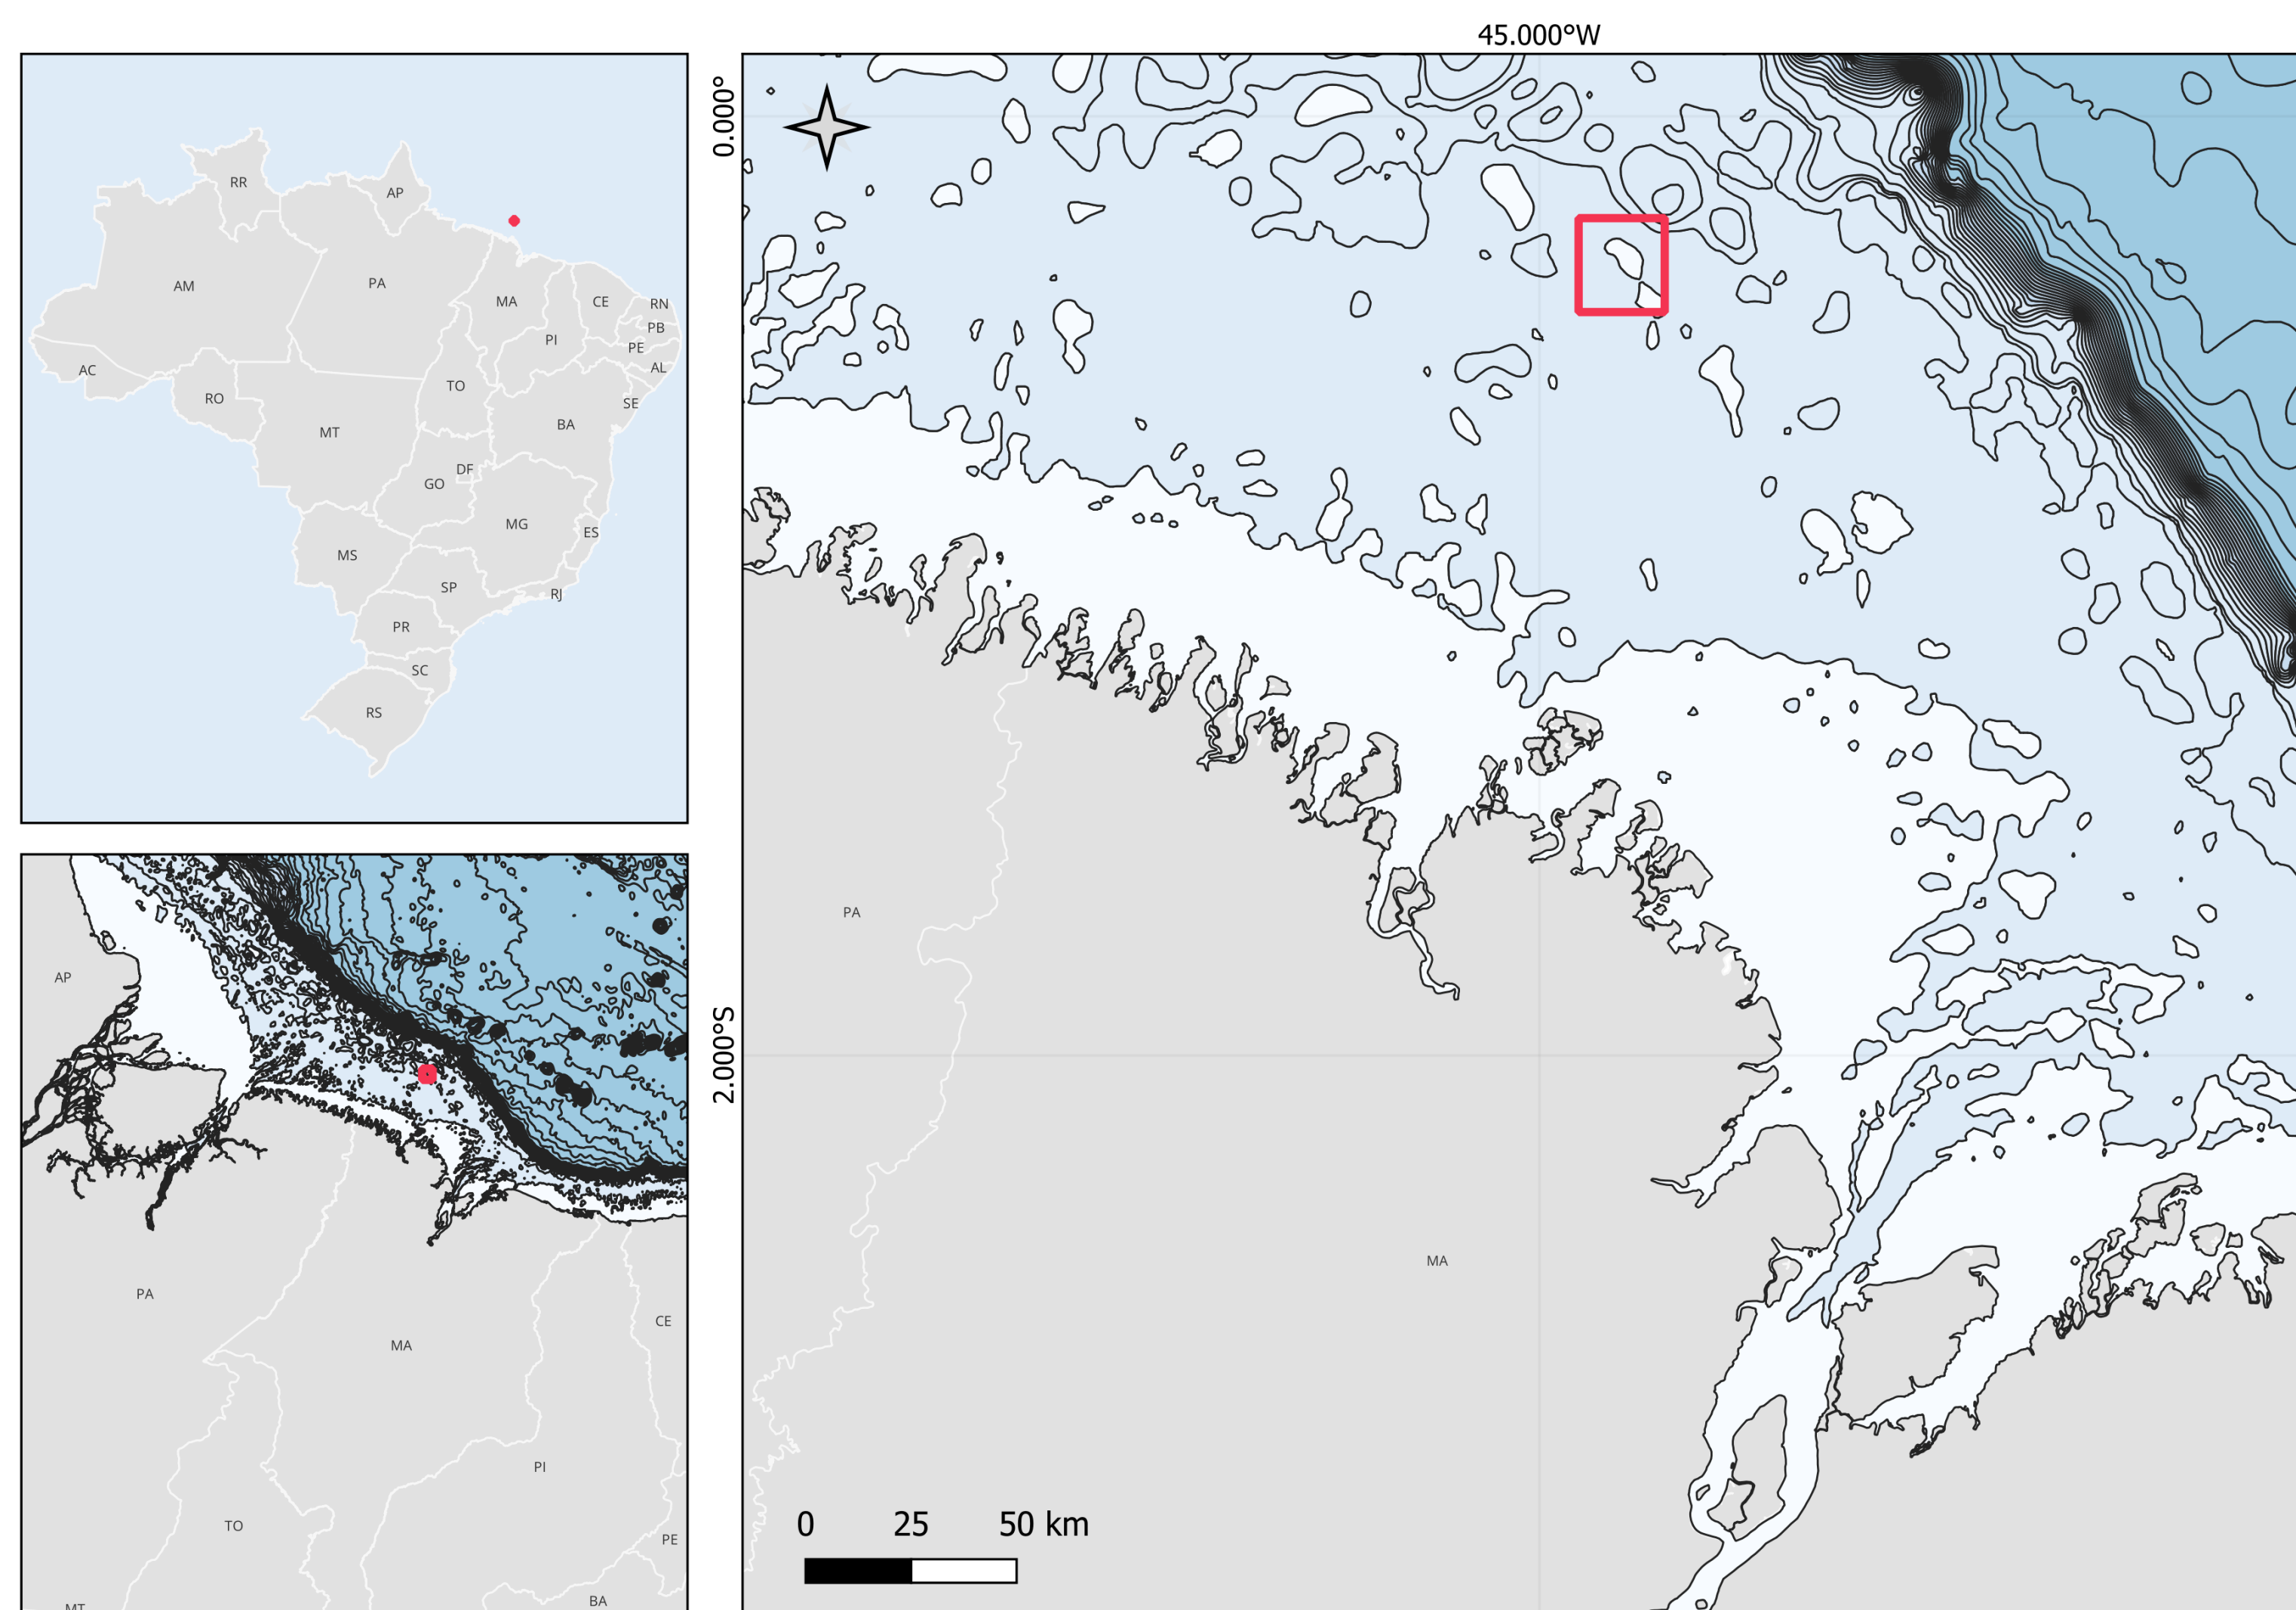 45.000°W
0.000°
2.000°S
RR
AP
AM
PA
MA
CE
RN
PB
PI
PE
AL
AC
TO
RO
SE
BA
MT
DF
GO
MG
ES
MS
SP
RJ
PR
SC
RS
AP
PA
MA
CE
PI
TO
PE
BA
MT
PA
MA
0 25 50 km